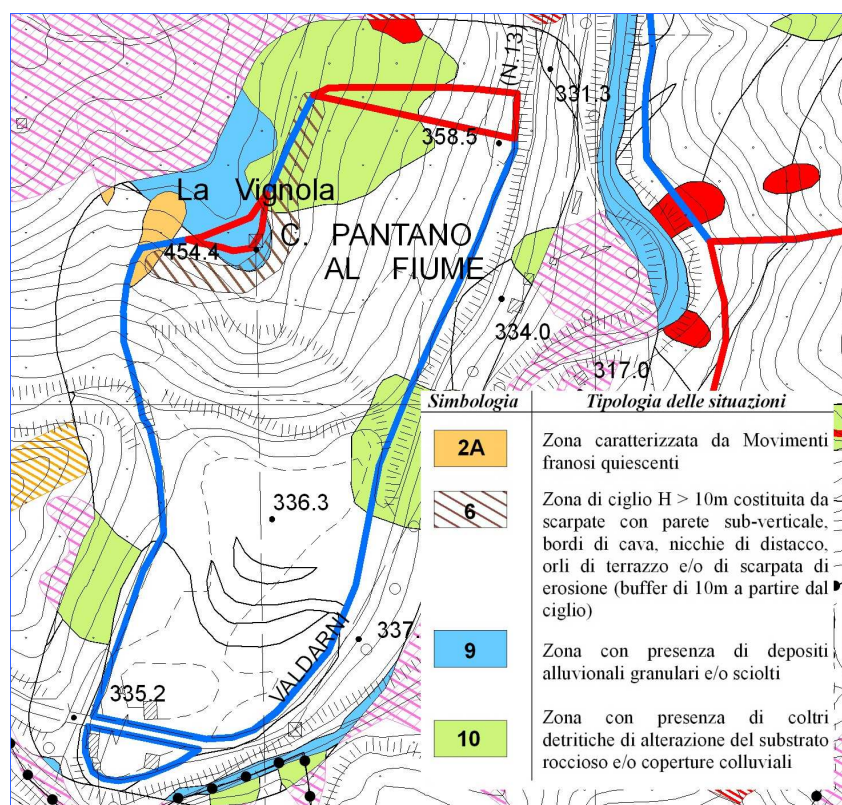 (N.13)
331.3
358.5
La Vignola
454.4
C. PANTANO
AL FIUME
334.0
317.0
336.3
337.
VALDARNI
335.2
Simbologia Tipologia delle situazioni
2A
Zona caratterizzata da Movimenti
franosi quiescenti
6
Zona di ciglio H > 10m costituita da
scarpate con parete sub-verticale,
bordi di cava, nicchie di distacco,
orli di terrazzo e/o di scarpata di
erosione (buffer di 10m a partire dal
ciglio)
9
Zona con presenza di depositi
alluvionali granulari e/o sciolti
10
Zona con presenza di coltri
detritiche di alterazione del substrato
roccioso e/o coperture colluviali